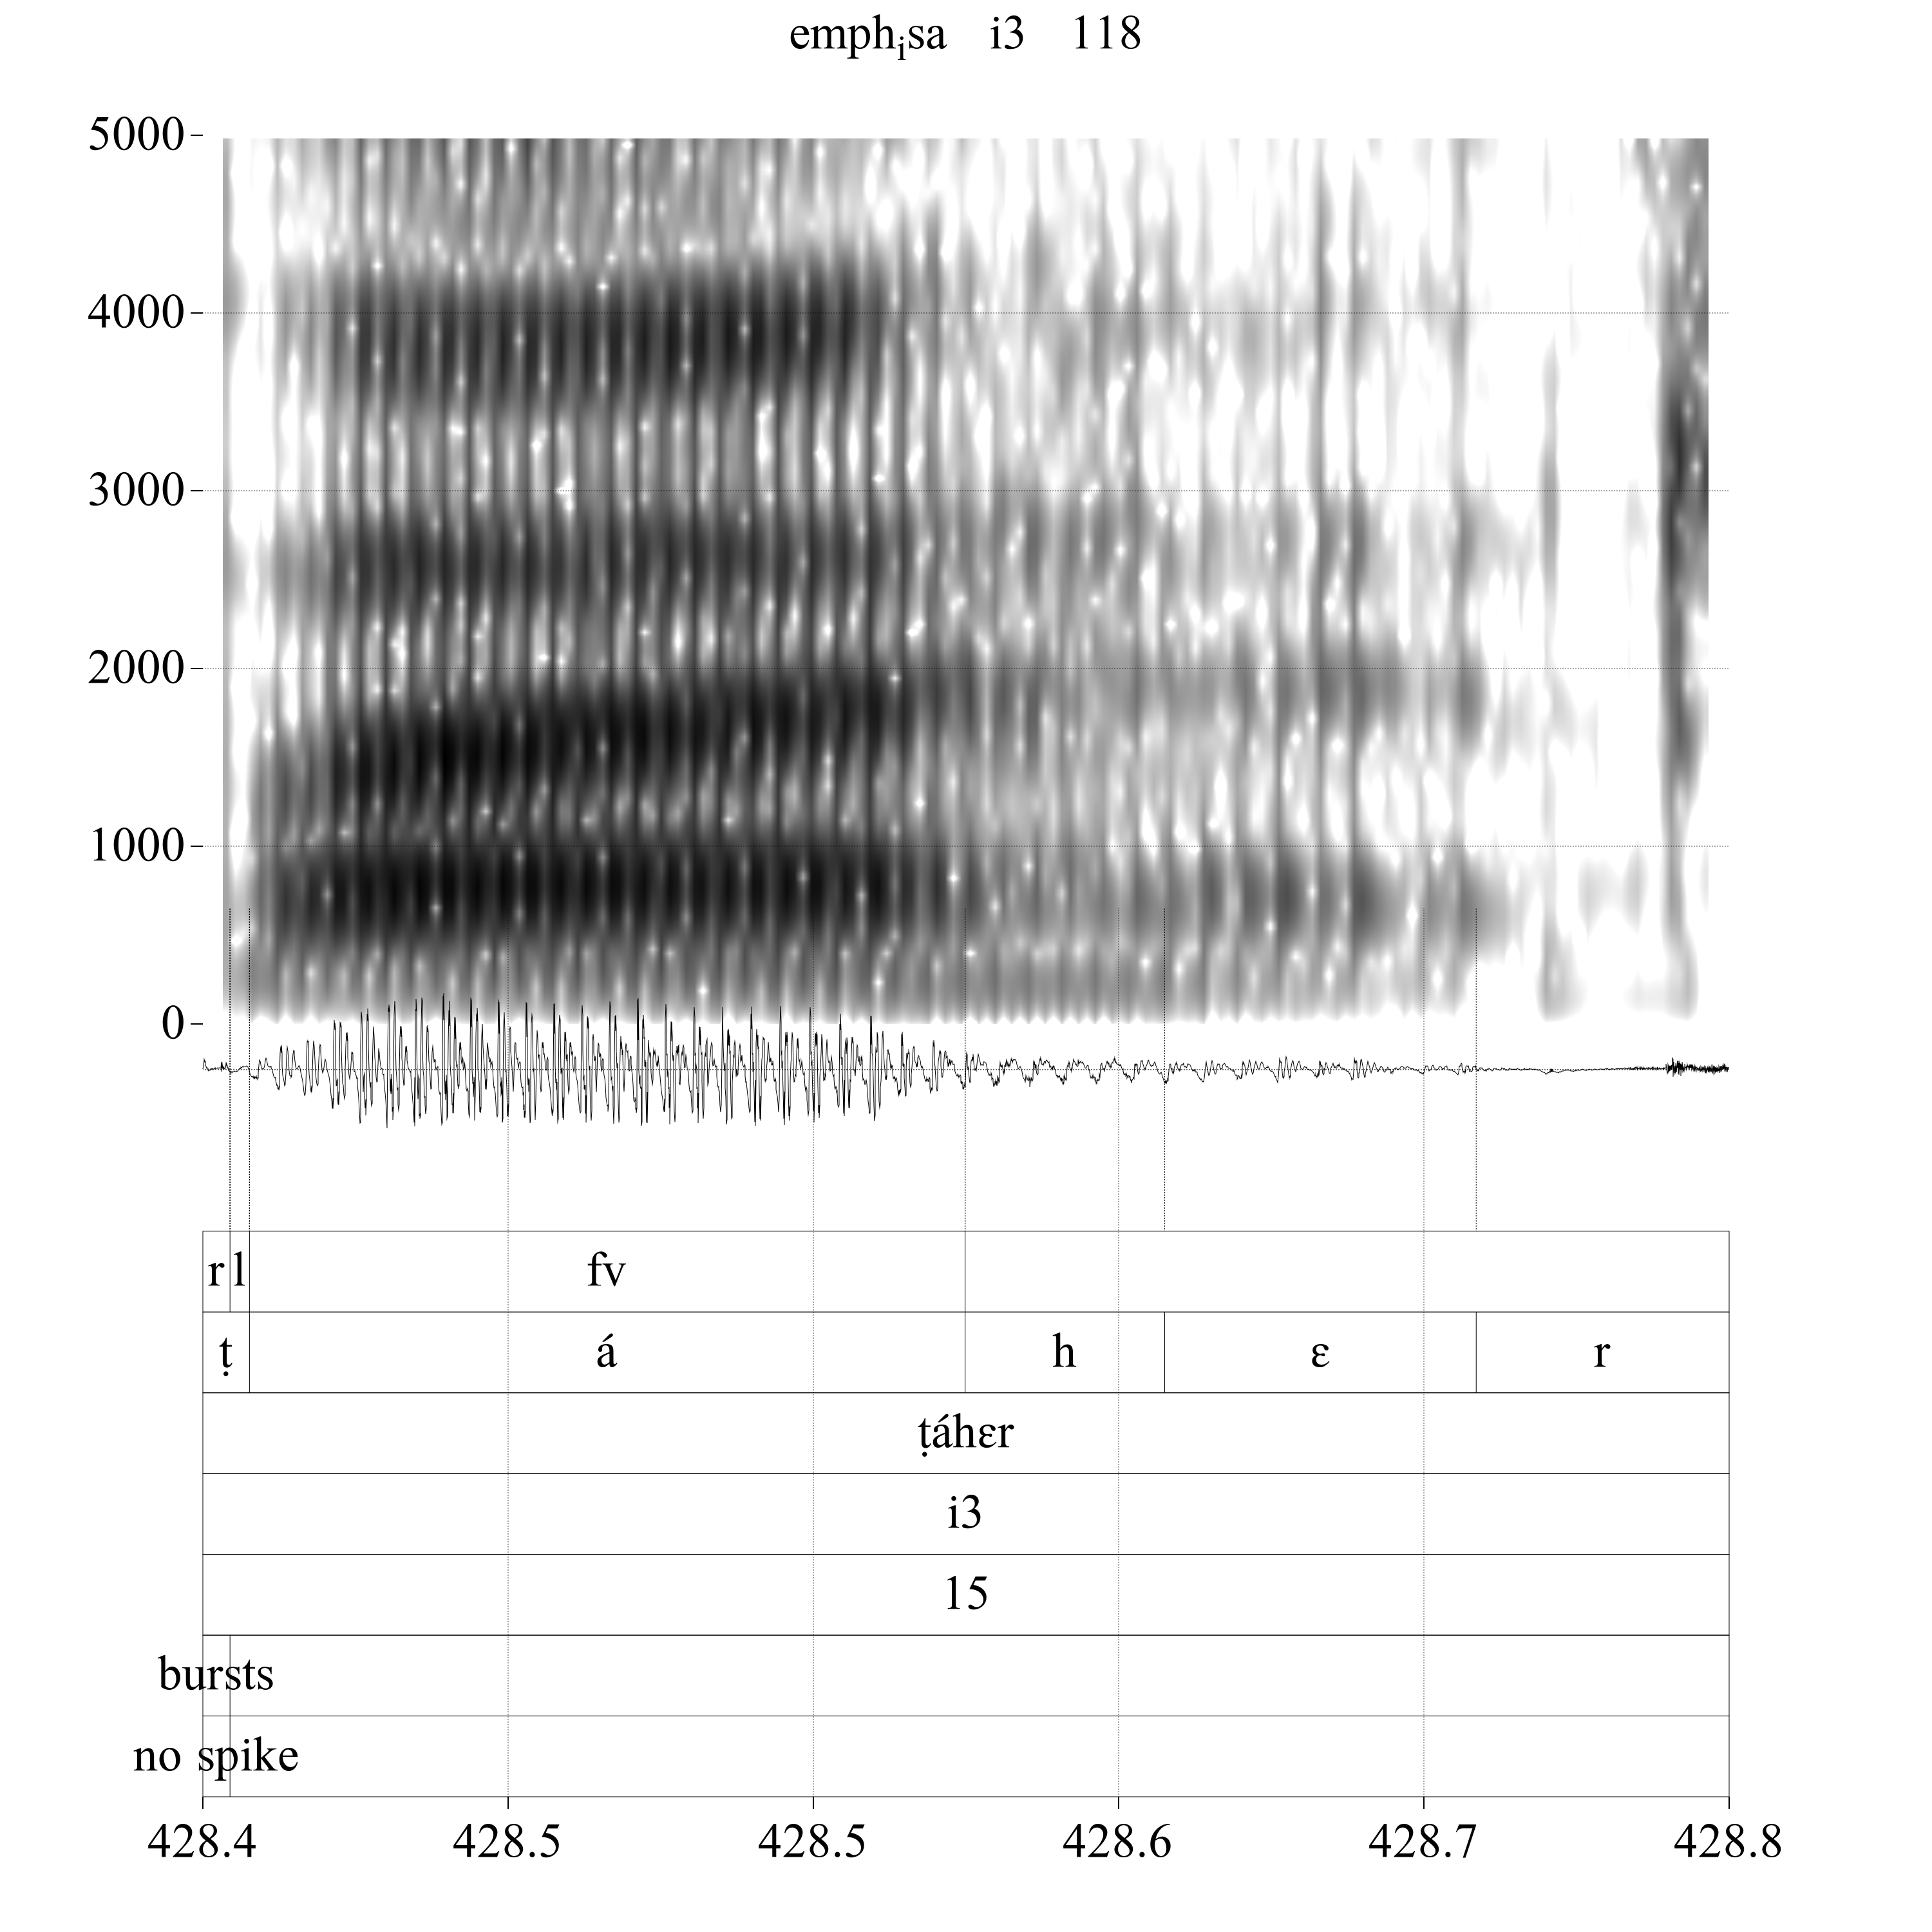 emphᵢsa i3 118
5000
4000
3000
2000
1000
0
r l fv
ṭ á h ɛ r
ṭáhɛr
i3
15
bursts
no spike
428.4 428.5 428.5 428.6 428.7 428.8